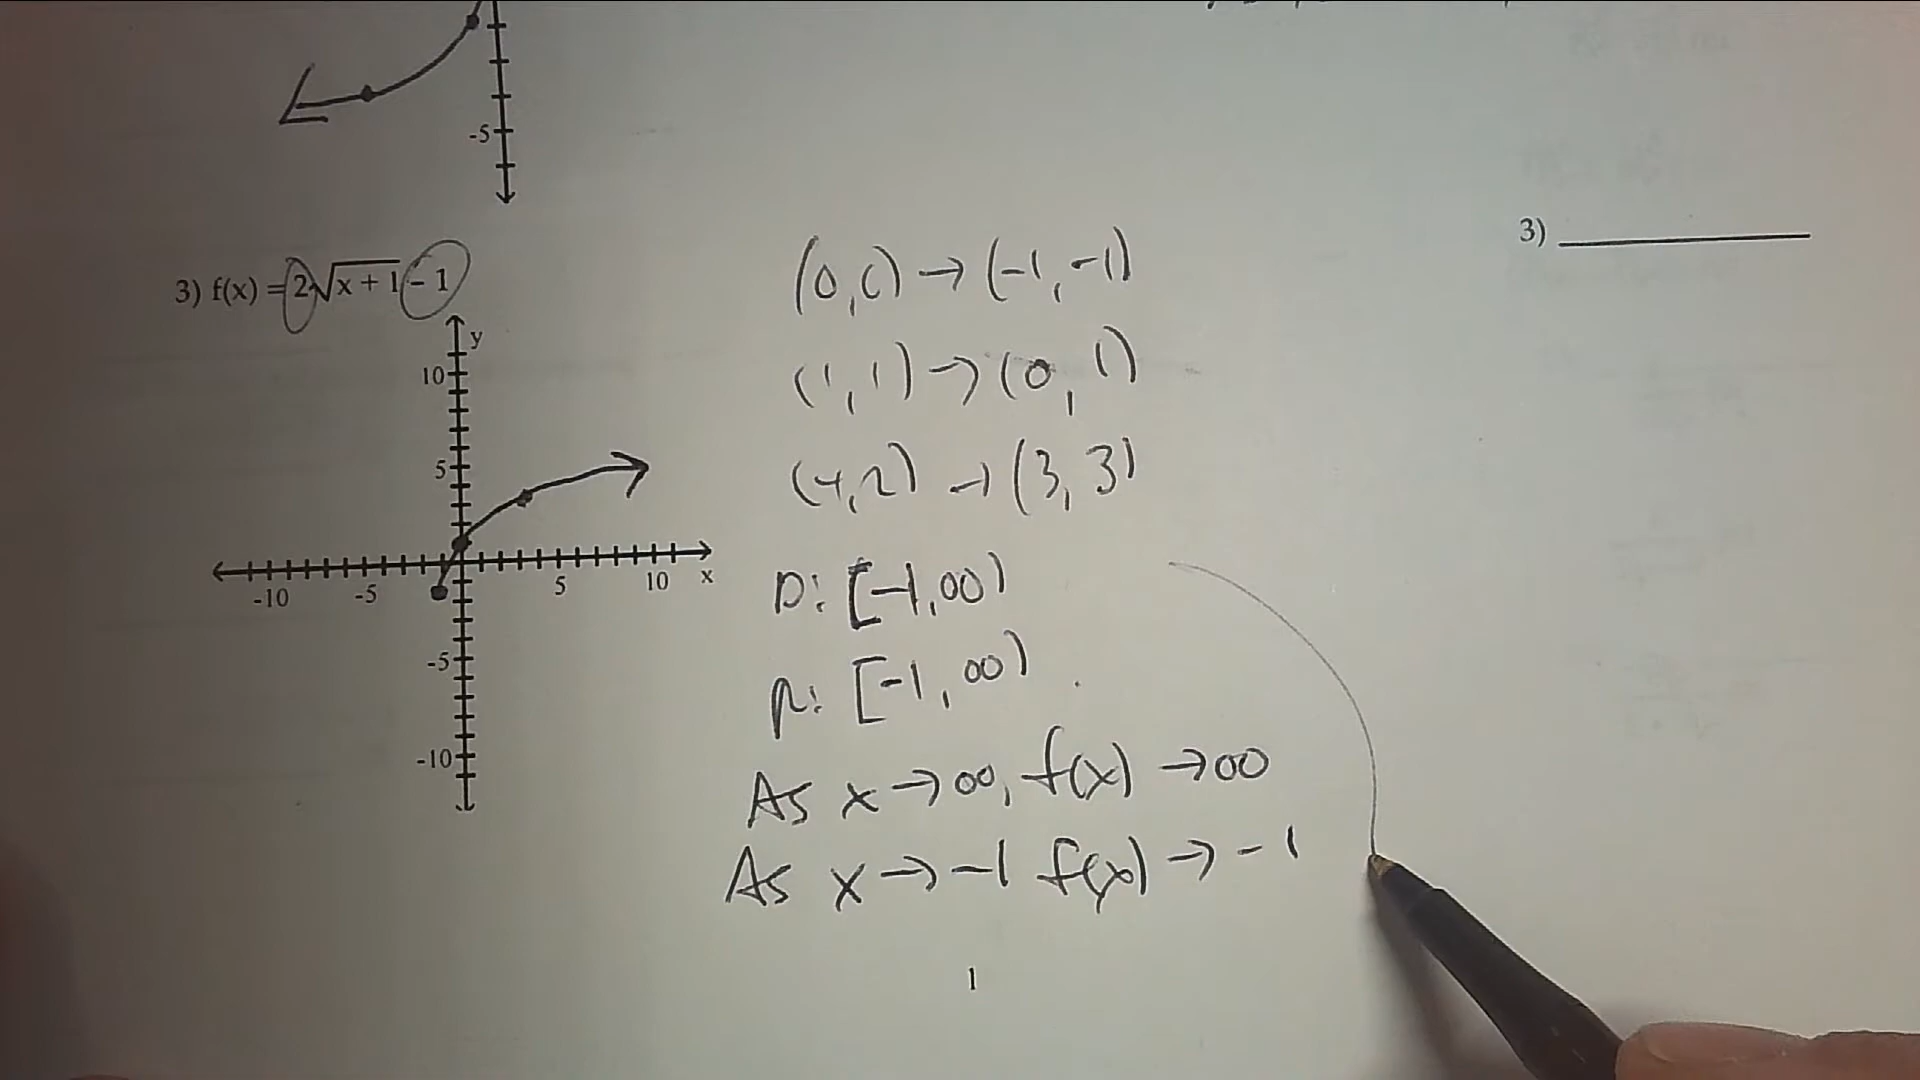 -5
3) f(x) = 2√x + 1 - 1
3)
y
10
5
-10 -5 5 10 x
-5
-10
(0,0) → (-1,-1)
(1,1) → (0,1)
(4,2) → (3,3)
D: [-1,∞)
R: [-1,∞)
As x → ∞, f(x) → ∞
As x → -1 f(x) → -1
1